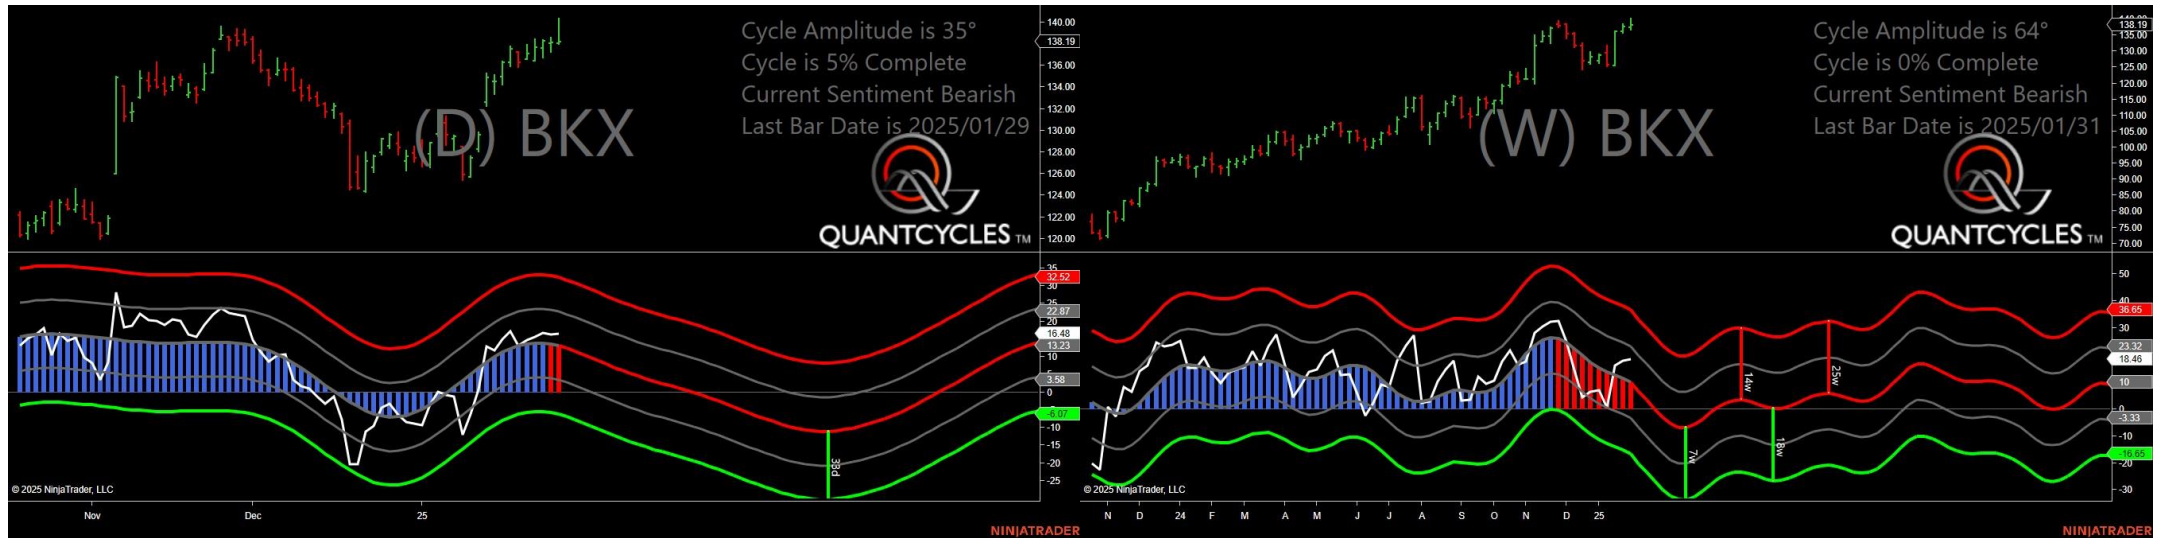 Cycle Amplitude is 35°
Cycle is 5% Complete
Current Sentiment Bearish
Last Bar Date is 2025/01/29
(D) BKX
QUANTCYCLES TM
140.00
138.19
136.00
134.00
132.00
130.00
128.00
126.00
124.00
122.00
120.00
35
32.52
30
25
22.87
20
16.48
13.23
10
5
3.58
0
-6.07
-10
-15
-20
-25
33d
© 2025 NinjaTrader, LLC
Nov Dec 25
NINJATRADER
Cycle Amplitude is 64°
Cycle is 0% Complete
Current Sentiment Bearish
Last Bar Date is 2025/01/31
(W) BKX
QUANTCYCLES TM
138.19
135.00
130.00
125.00
120.00
115.00
110.00
105.00
100.00
95.00
90.00
85.00
80.00
75.00
70.00
50
40
36.65
30
23.32
18.46
10
0
-3.33
-10
-16.65
-20
-30
14w
25w
7w
18w
© 2025 NinjaTrader, LLC
N D 24 F M A M J J A S O N D 25
NINJATRADER